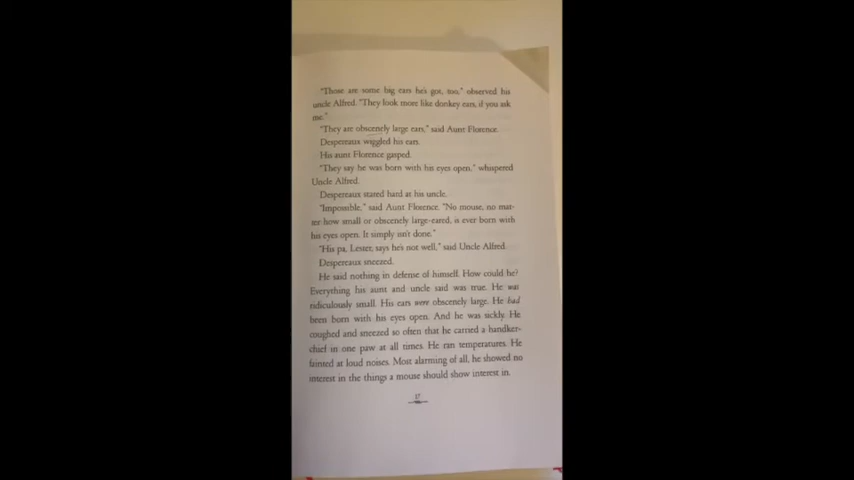 "Those are some big ears he's got, too," observed his
uncle Alfred. "They look more like donkey ears, if you ask
me."
"They are obscenely large ears," said Aunt Florence.
Despereaux wiggled his ears.
His aunt Florence gasped.
"They say he was born with his eyes open," whispered
Uncle Alfred.
Despereaux stared hard at his uncle.
"Impossible," said Aunt Florence. "No mouse, no mat-
ter how small or obscenely large-eared, is ever born with
his eyes open. It simply isn't done."
"His pa, Lester, says he's not well," said Uncle Alfred.
Despereaux sneezed.
He said nothing in defense of himself. How could he?
Everything his aunt and uncle said was true. He was
ridiculously small. His ears were obscenely large. He had
been born with his eyes open. And he was sickly. He
coughed and sneezed so often that he carried a handker-
chief in one paw at all times. He ran temperatures. He
fainted at loud noises. Most alarming of all, he showed no
interest in the things a mouse should show interest in.
17